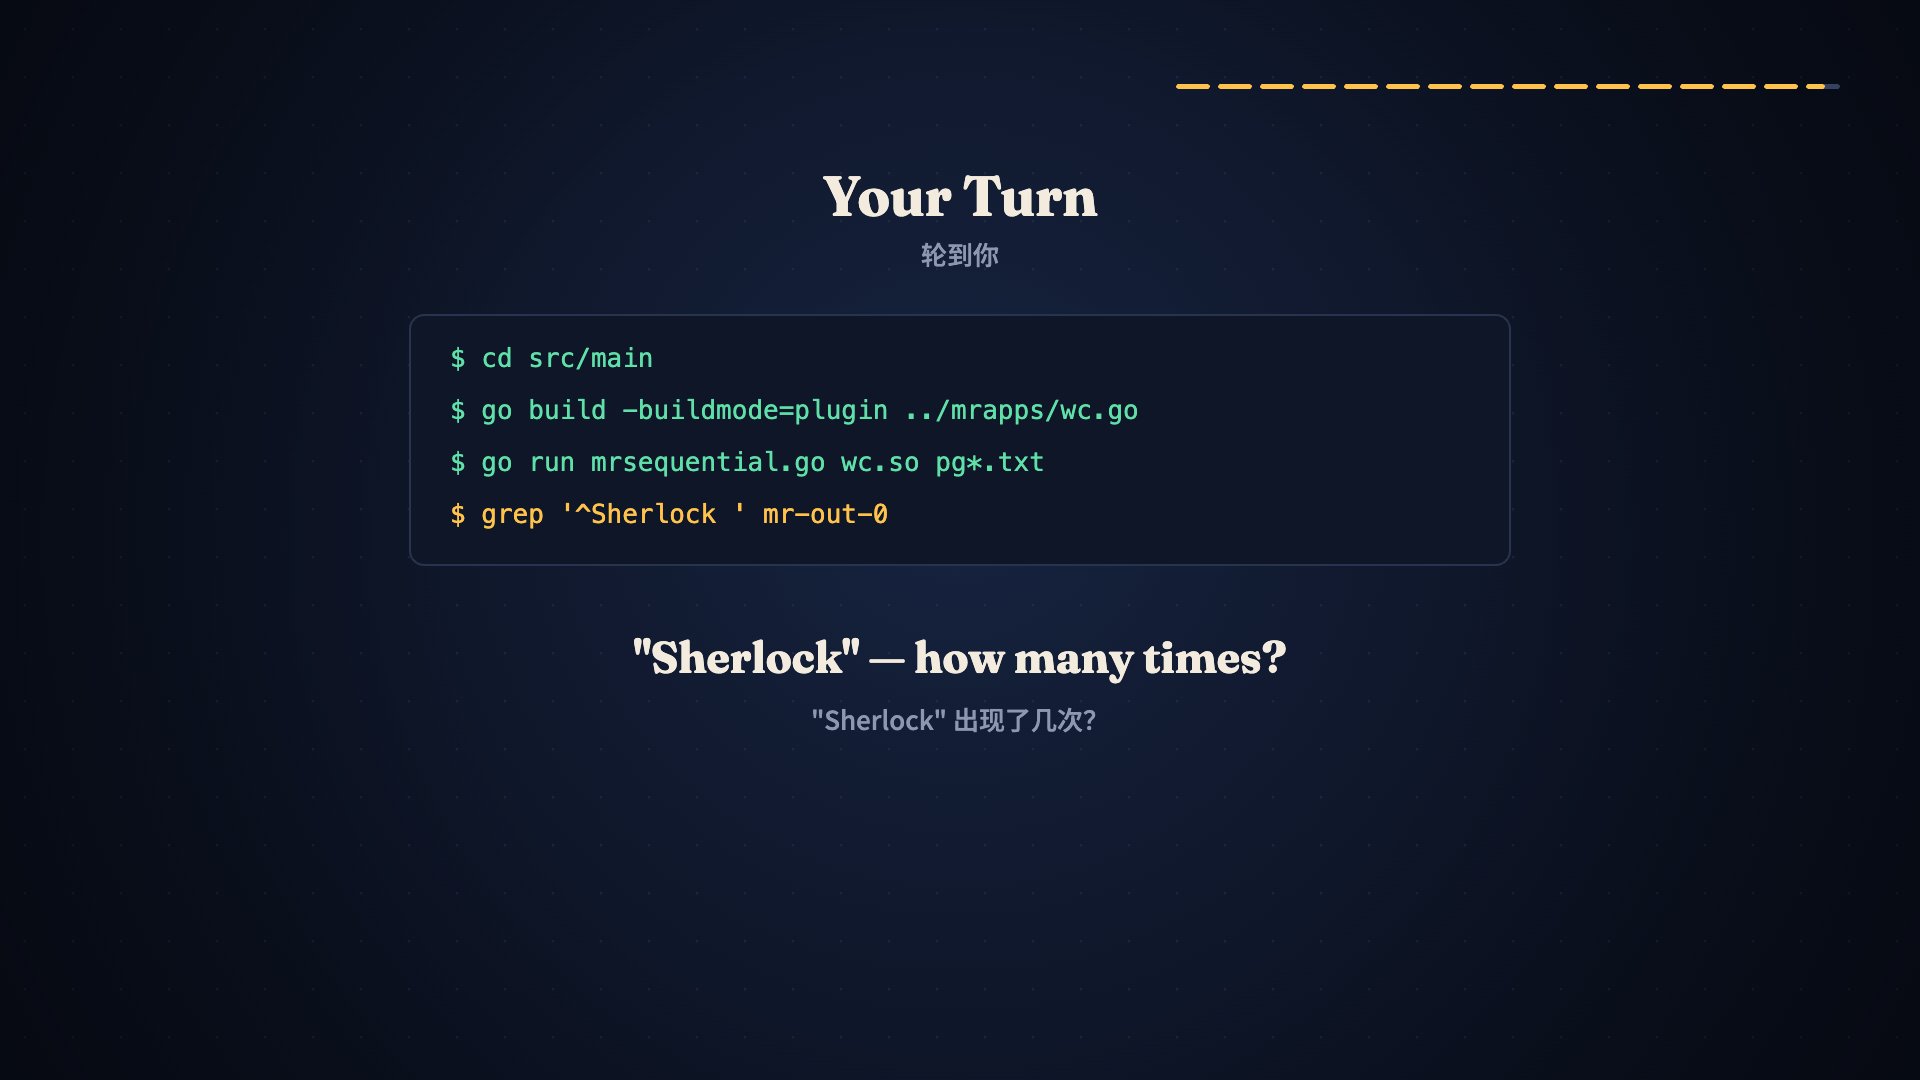 Your Turn
轮到你
$ cd src/main
$ go build -buildmode=plugin ../mrapps/wc.go
$ go run mrsequential.go wc.so pg*.txt
$ grep '^Sherlock ' mr-out-0
"Sherlock" — how many times?
"Sherlock" 出现了几次?